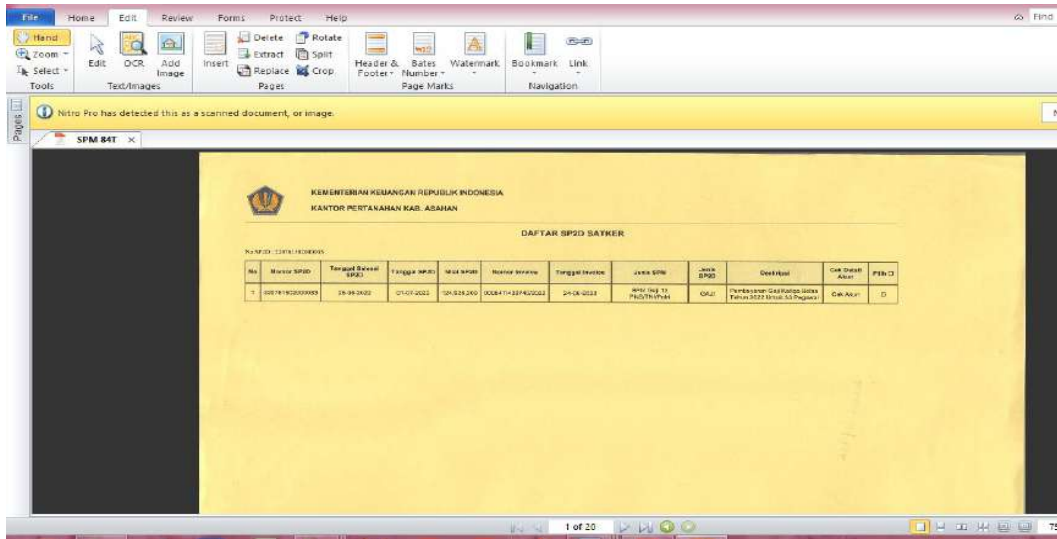 File Home Edit Review Forms Protect Help Find
Hand
Zoom
Select
Tools
Edit OCR Add Image
Text/Images
Insert
Delete Rotate
Extract Split
Replace Crop
Pages
Header & Footer Bates Number Watermark
Page Marks
Bookmark Link
Navigation
Pages
Nitro Pro has detected this as a scanned document, or image.
SPM 84T
KEMENTERIAN KEUANGAN REPUBLIK INDONESIA
KANTOR PERTANAHAN KAB. ASAHAN
DAFTAR SP2D SATKER
No Nomor SP2D Tanggal Selesai SP2D Tanggal SP2D Nilai SP2D Nomor Invoice Tanggal Invoice Jenis SPM Jenis SP2D Deskripsi Cek Detail Akun Pilih
1 GAJI Pembayaran Gaji Ketiga Belas Tahun 2022 Untuk Pegawai Cek Akun
1 of 20